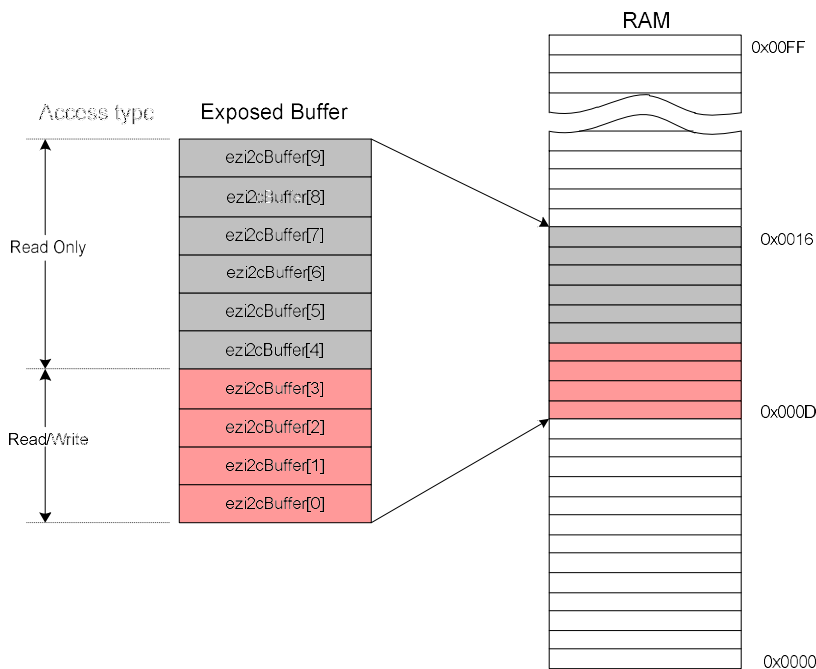 RAM
0x00FF
Access type
Exposed Buffer
ezi2cBuffer[9]
ezi2cBuffer[8]
ezi2cBuffer[7]
ezi2cBuffer[6]
ezi2cBuffer[5]
ezi2cBuffer[4]
ezi2cBuffer[3]
ezi2cBuffer[2]
ezi2cBuffer[1]
ezi2cBuffer[0]
Read Only
Read/Write
0x0016
0x000D
0x0000